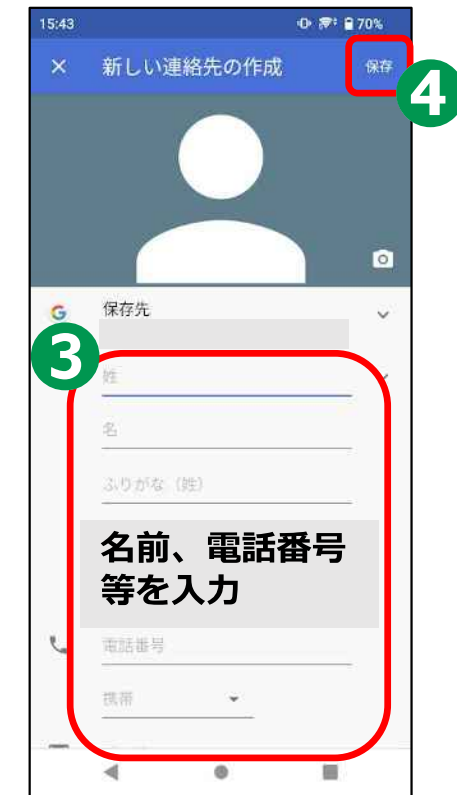 15:43 70%
× 新しい連絡先の作成 保存
4
G 保存先
3
姓
名
ふりがな（姓）
名前、電話番号
等を入力
電話番号
携帯